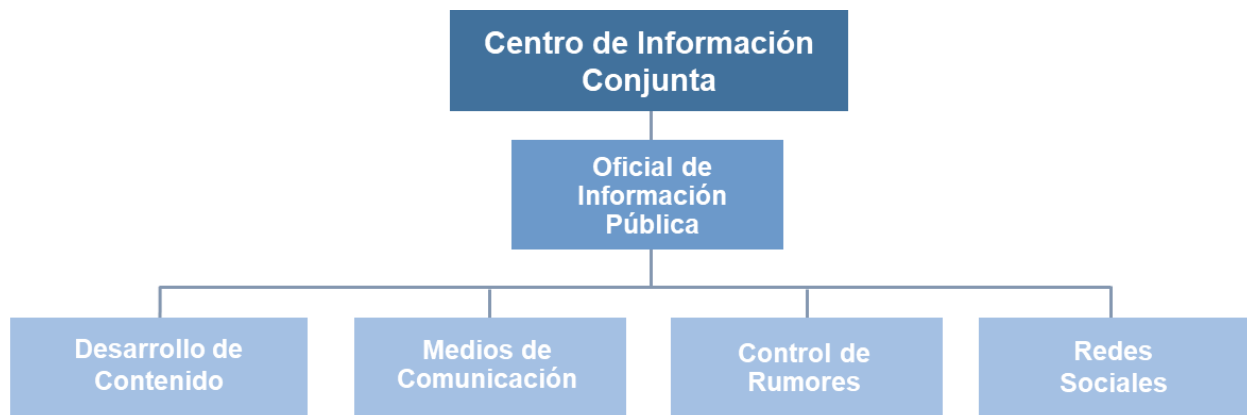 Centro de Información
Conjunta
Oficial de
Información
Pública
Desarrollo de
Contenido
Medios de
Comunicación
Control de
Rumores
Redes
Sociales